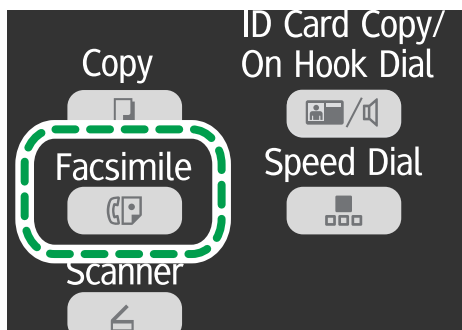 Copy
ID Card Copy/
On Hook Dial
Facsimile
Speed Dial
Scanner